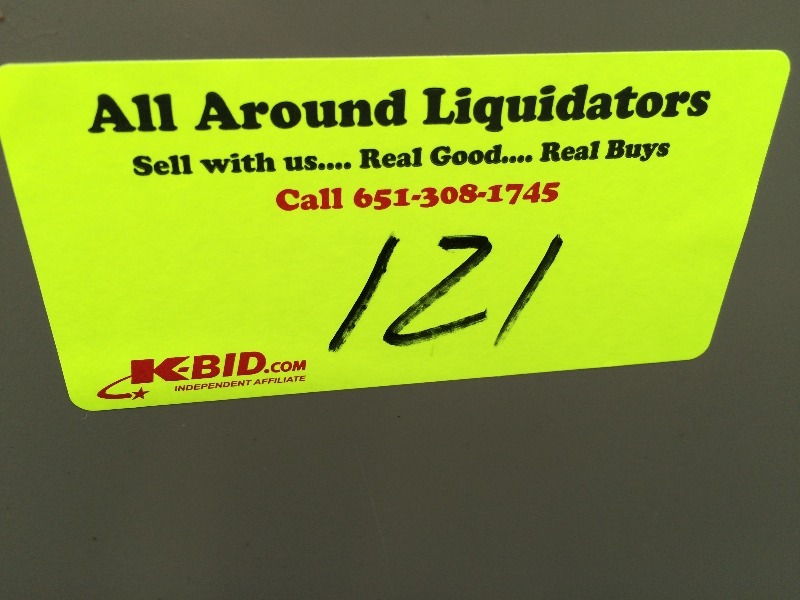 All Around Liquidators
Sell with us.... Real Good.... Real Buys
Call 651-308-1745
121
K-BID.COM
INDEPENDENT AFFILIATE